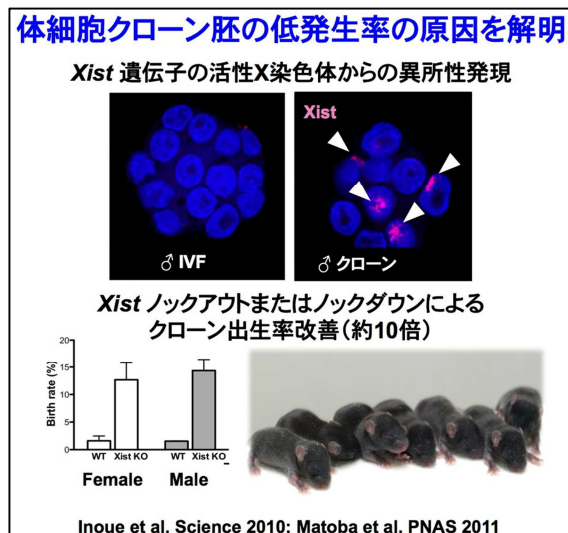 体細胞クローン胚の低発生率の原因を解明
Xist 遺伝子の活性X染色体からの異所性発現
Xist
♂ IVF
♂ クローン
Xist ノックアウトまたはノックダウンによる
クローン出生率改善(約10倍)
Birth rate (%)
20
15
10
5
0
WT Xist KO WT Xist KO
Female Male
Inoue et al. Science 2010; Matoba et al. PNAS 2011